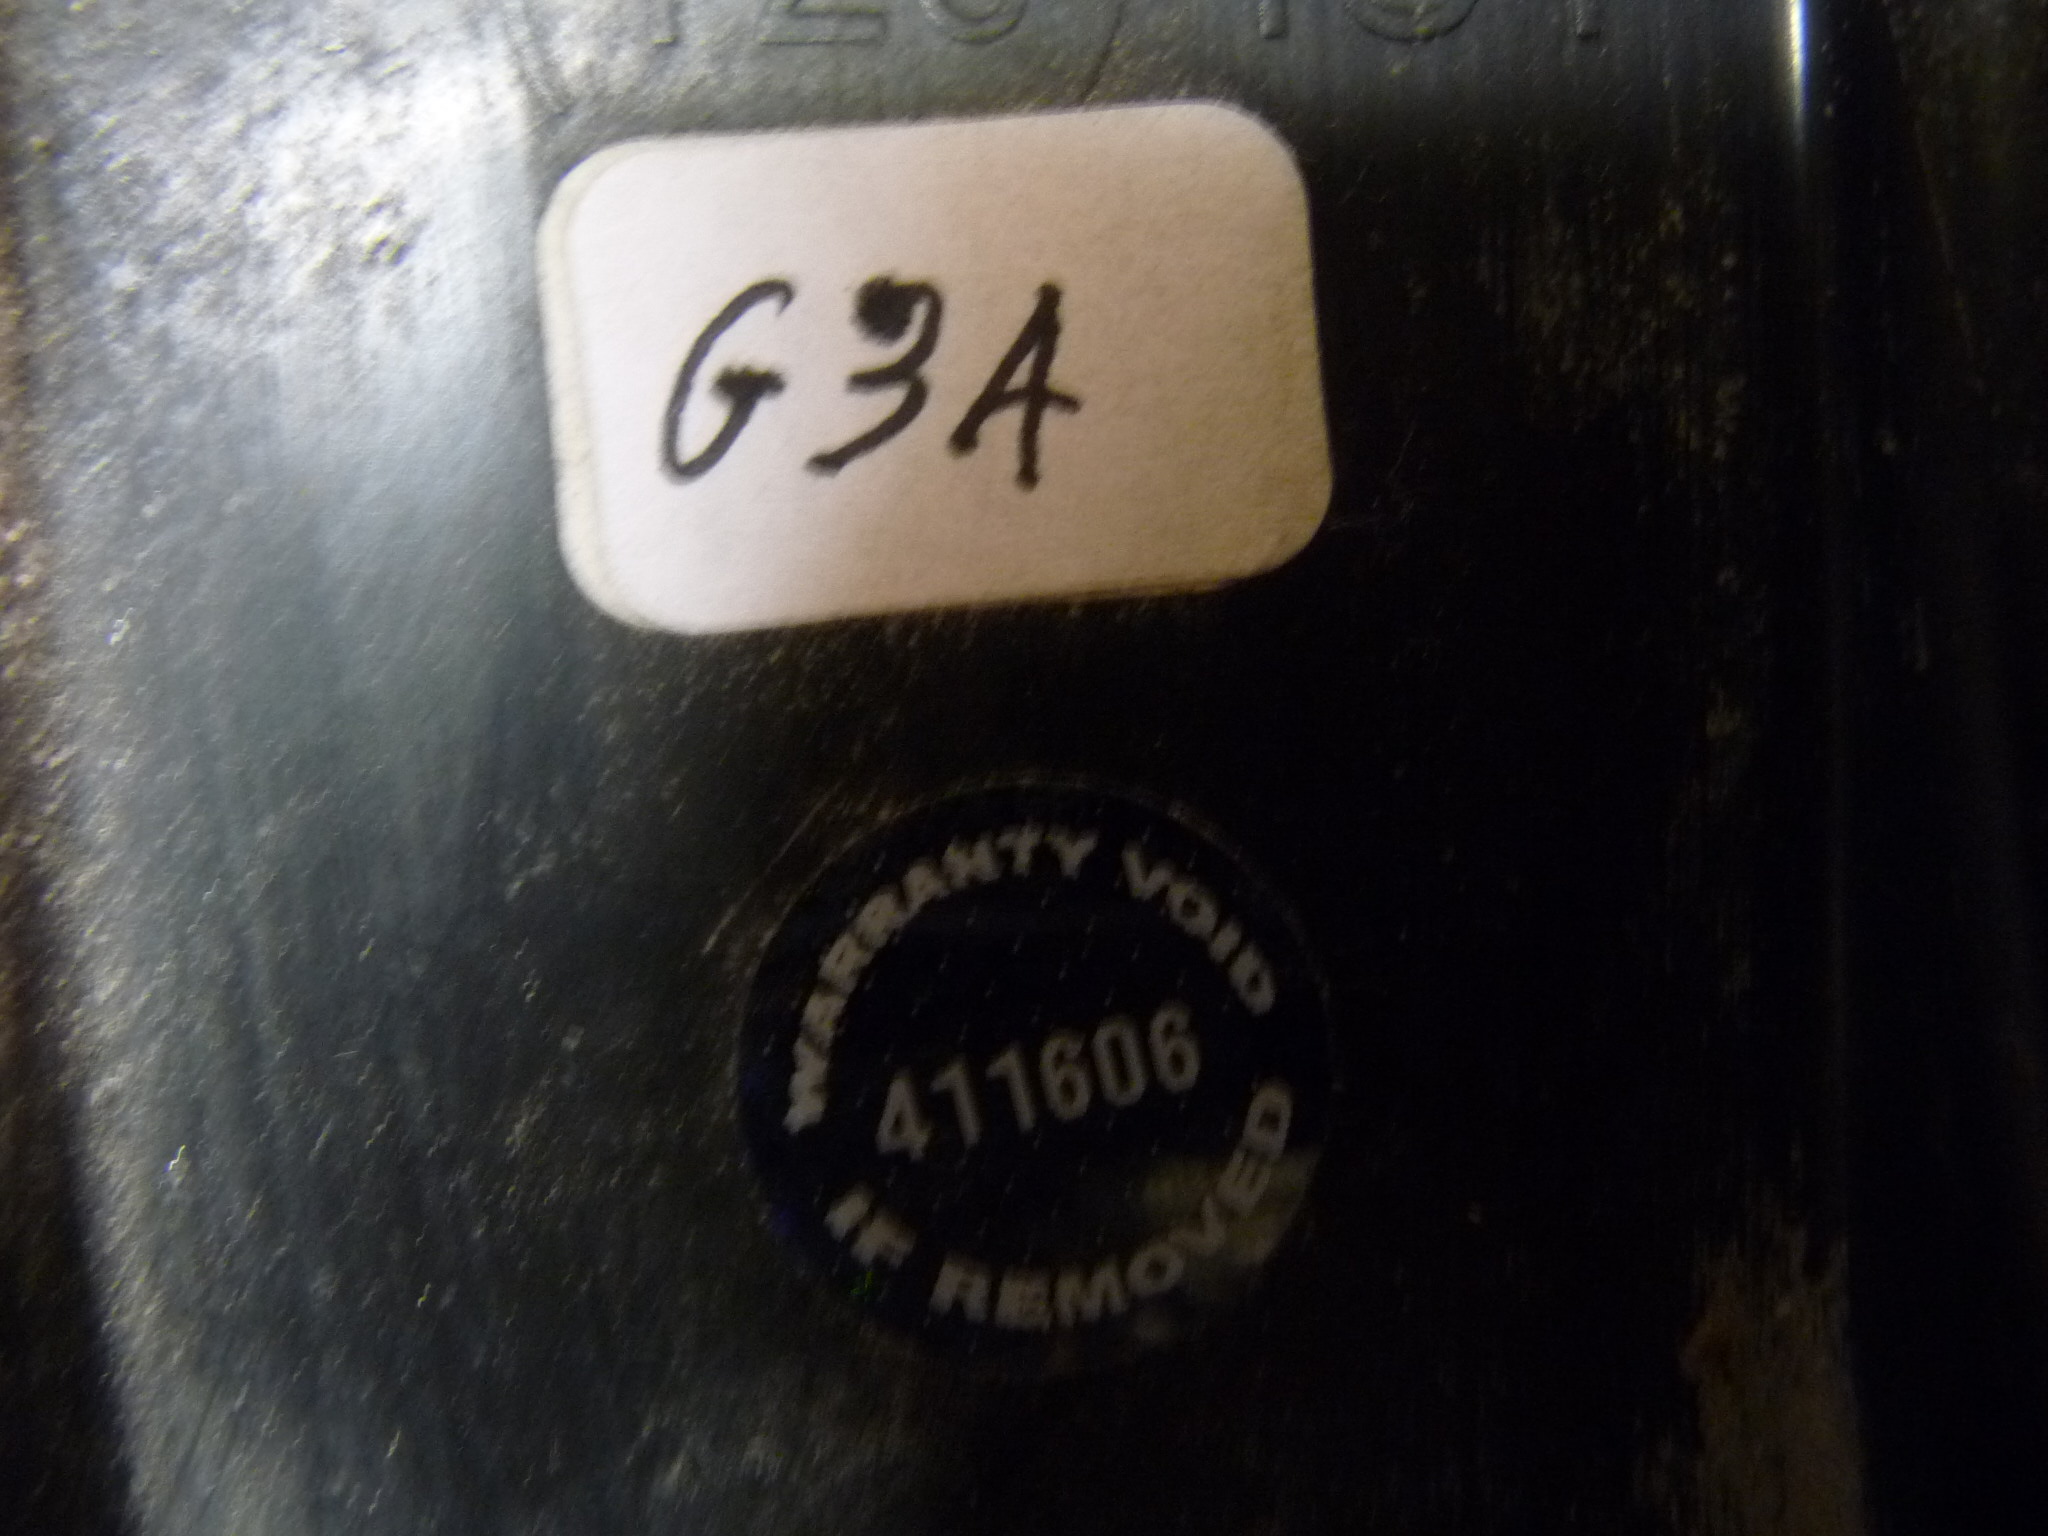 G3A
WARRANTY VOID
411606
IF REMOVED